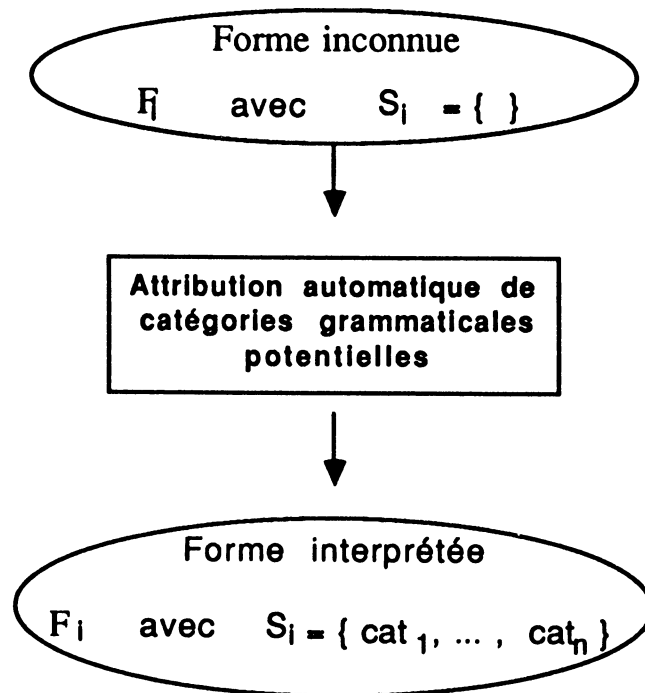 Forme inconnue
Fi avec Si = { }
Attribution automatique de
catégories grammaticales
potentielles
Forme interprétée
Fi avec Si = { cat1, ... , catn }